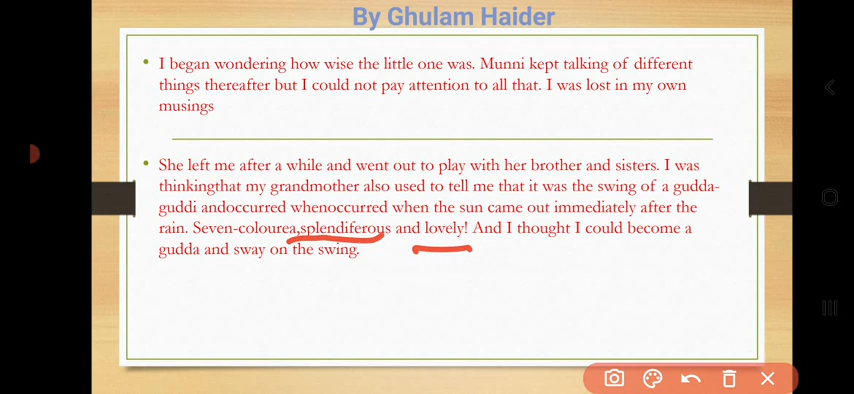 By Ghulam Haider
• I began wondering how wise the little one was. Munni kept talking of different
things thereafter but I could not pay attention to all that. I was lost in my own
musings
• She left me after a while and went out to play with her brother and sisters. I was
thinkingthat my grandmother also used to tell me that it was the swing of a gudda-
guddi andoccurred whenoccurred when the sun came out immediately after the
rain. Seven-colourea,splendiferous and lovely! And I thought I could become a
gudda and sway on the swing.